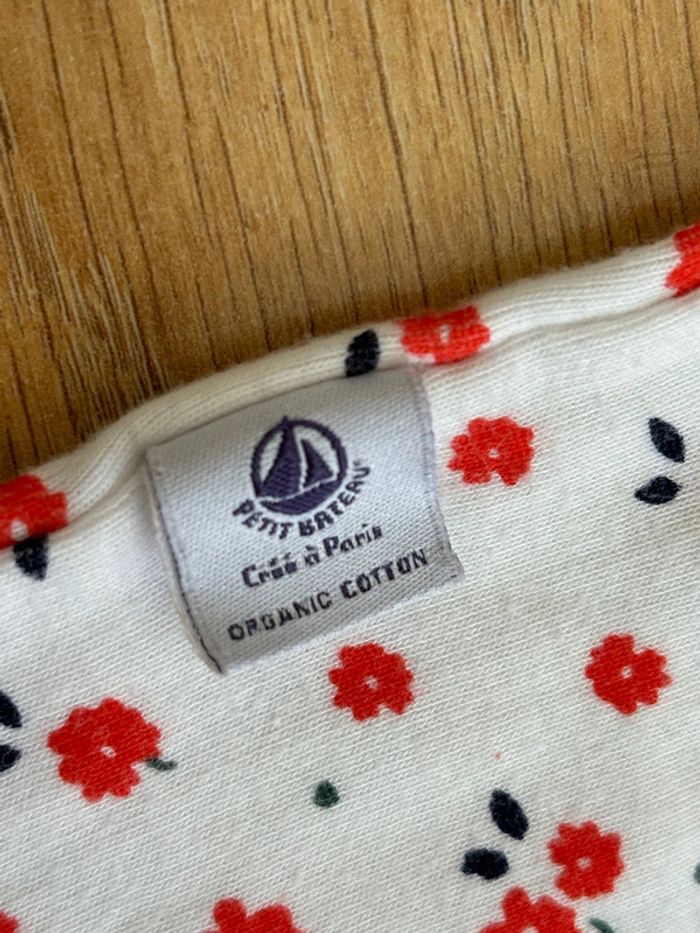 PETIT BATEAU
Créé à Paris
ORGANIC COTTON